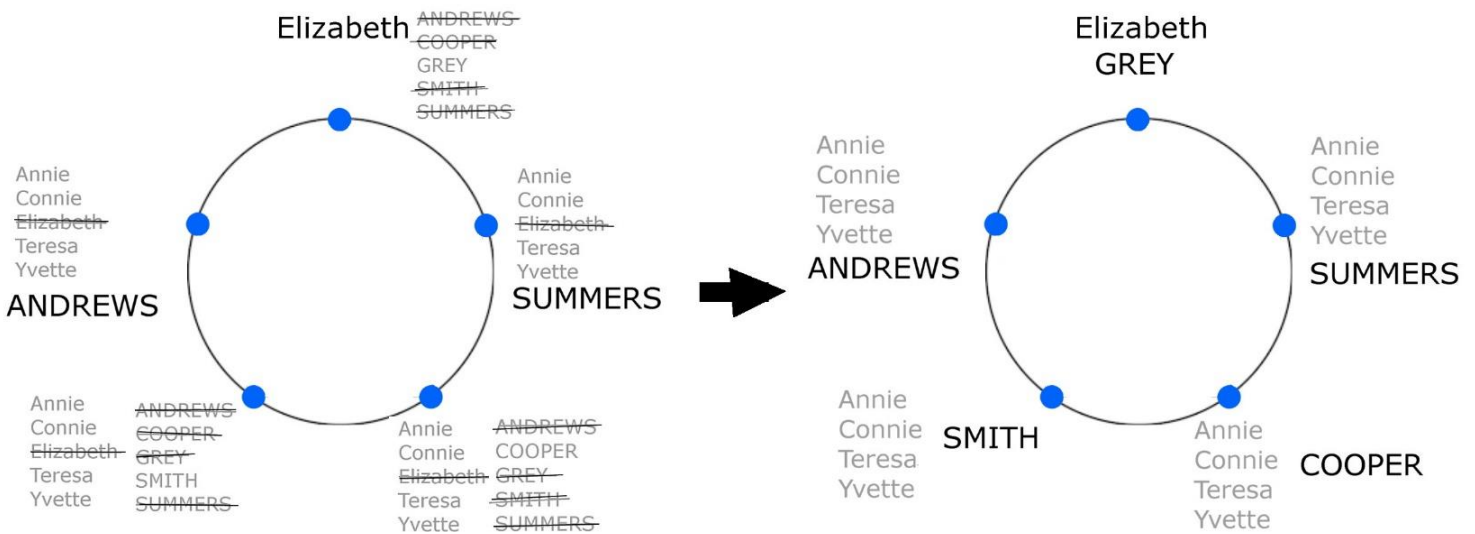 Elizabeth
ANDREWS
COOPER
GREY
SMITH
SUMMERS
Annie
Connie
Elizabeth
Teresa
Yvette
ANDREWS
Annie
Connie
Elizabeth
Teresa
Yvette
SUMMERS
Annie
Connie
Elizabeth
Teresa
Yvette
ANDREWS
COOPER
GREY
SMITH
SUMMERS
Annie
Connie
Elizabeth
Teresa
Yvette
ANDREWS
COOPER
GREY
SMITH
SUMMERS
Elizabeth
GREY
Annie
Connie
Teresa
Yvette
ANDREWS
Annie
Connie
Teresa
Yvette
SUMMERS
Annie
Connie
Teresa
Yvette
SMITH
Annie
Connie
Teresa
Yvette
COOPER